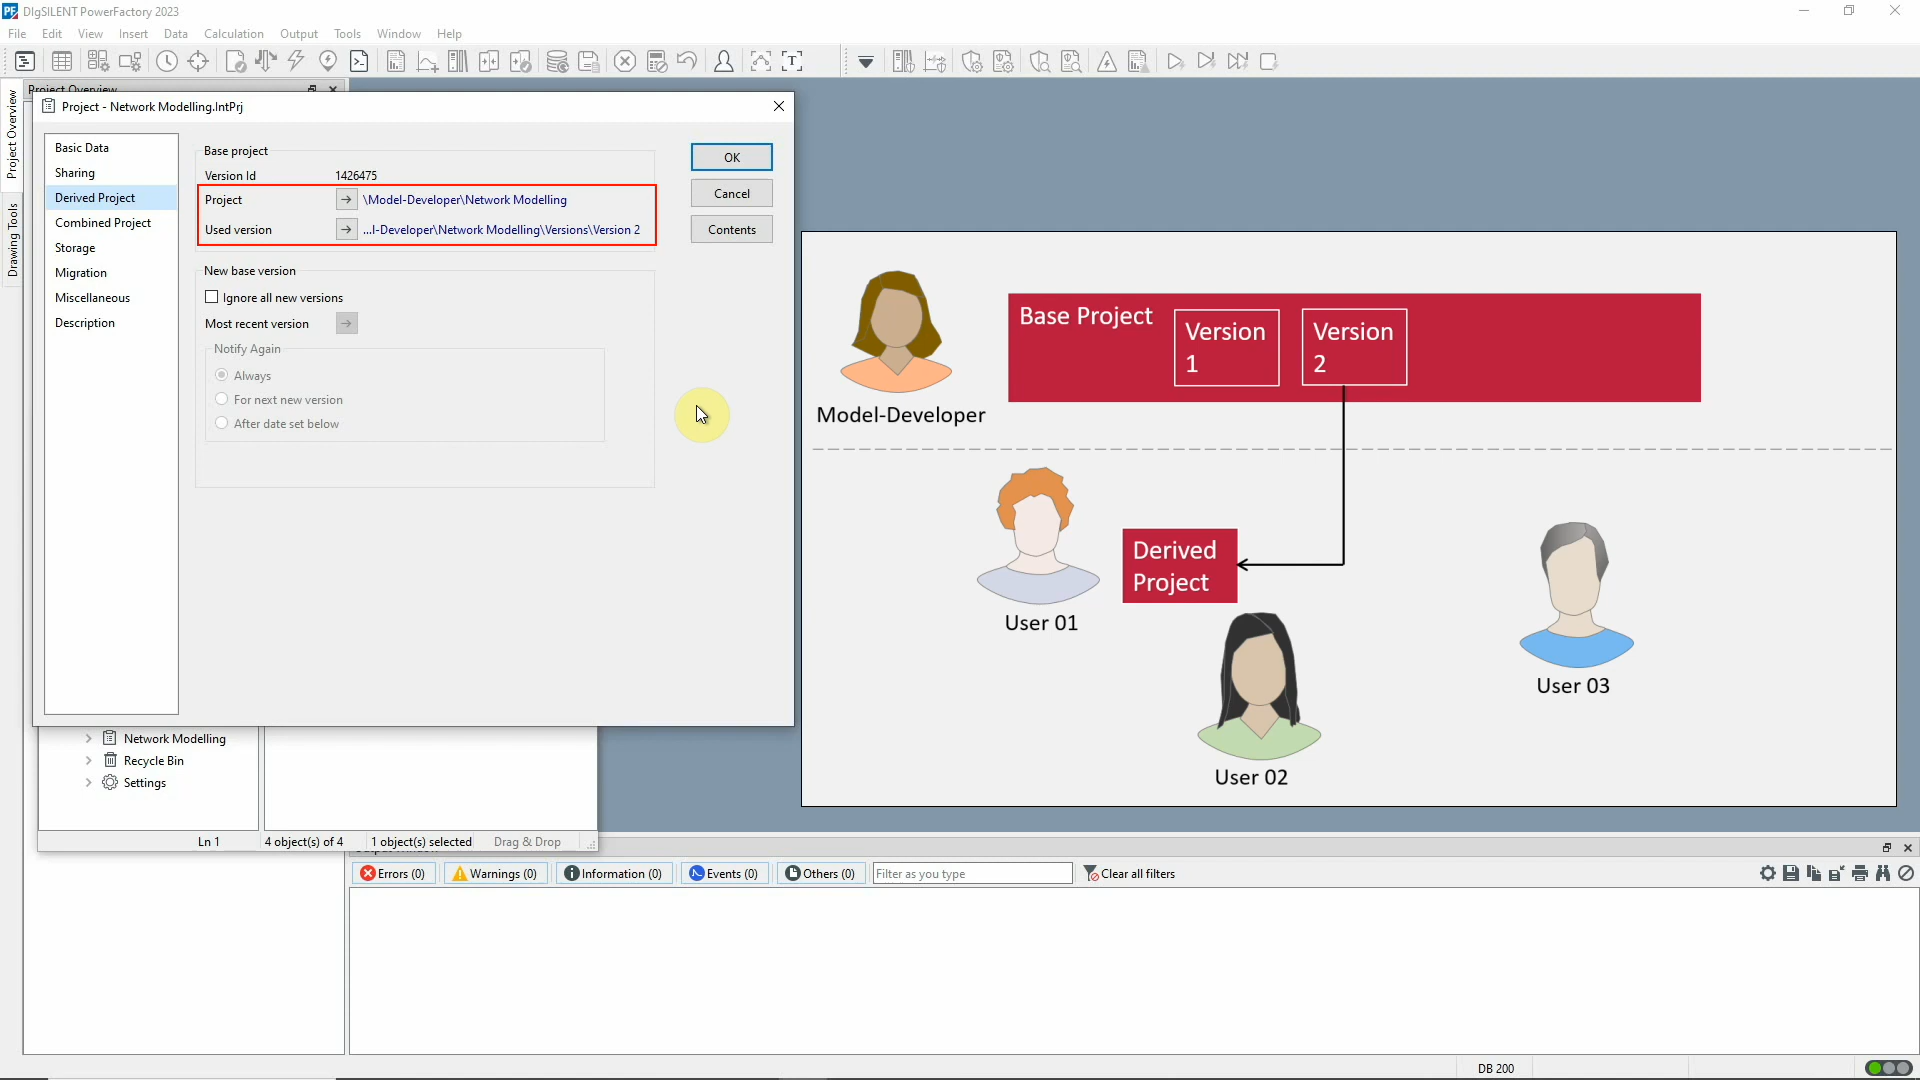 DIgSILENT PowerFactory 2023
File Edit View Insert Data Calculation Output Tools Window Help
Project Overview
Project - Network Modelling.IntPrj
Project Overview
Drawing Tools
Basic Data
Sharing
Derived Project
Combined Project
Storage
Migration
Miscellaneous
Description
Base project
Version Id 1426475
Project \Model-Developer\Network Modelling
Used version ...l-Developer\Network Modelling\Versions\Version 2
New base version
Ignore all new versions
Most recent version
Notify Again
Always
For next new version
After date set below
OK
Cancel
Contents
Base Project
Version
1
Version
2
Model-Developer
Derived
Project
User 01
User 02
User 03
Network Modelling
Recycle Bin
Settings
Ln 1 4 object(s) of 4 1 object(s) selected Drag & Drop
Errors (0) Warnings (0) Information (0) Events (0) Others (0) Filter as you type Clear all filters
DB 200